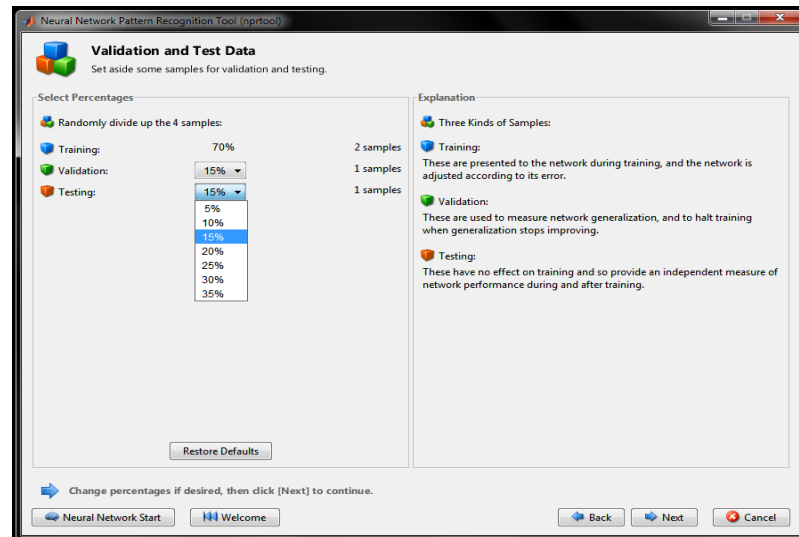 Neural Network Pattern Recognition Tool (nprtool)
Validation and Test Data
Set aside some samples for validation and testing.
Select Percentages
Randomly divide up the 4 samples:
Training: 70% 2 samples
Validation: 15% 1 samples
Testing: 15% 1 samples
5%
10%
15%
20%
25%
30%
35%
Restore Defaults
Explanation
Three Kinds of Samples:
Training:
These are presented to the network during training, and the network is
adjusted according to its error.
Validation:
These are used to measure network generalization, and to halt training
when generalization stops improving.
Testing:
These have no effect on training and so provide an independent measure of
network performance during and after training.
Change percentages if desired, then click [Next] to continue.
Neural Network Start Welcome Back Next Cancel